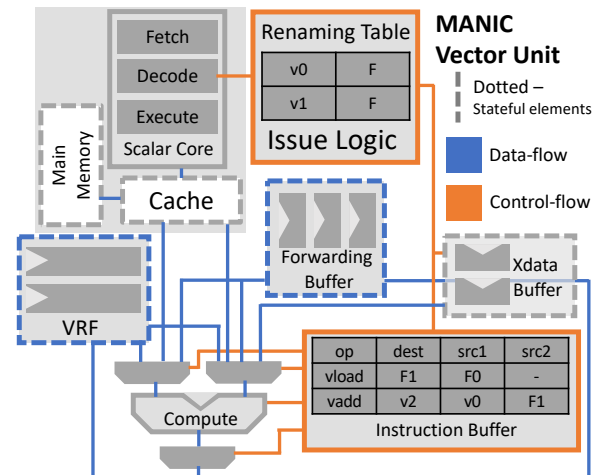 Fetch
Decode
Execute
Scalar Core
Main
Memory
Cache
Renaming Table
v0 F
v1 F
Issue Logic
MANIC
Vector Unit
Dotted –
Stateful elements
Data-flow
Control-flow
Forwarding
Buffer
Xdata
Buffer
VRF
Compute
op dest src1 src2
vload F1 F0 -
vadd v2 v0 F1
Instruction Buffer